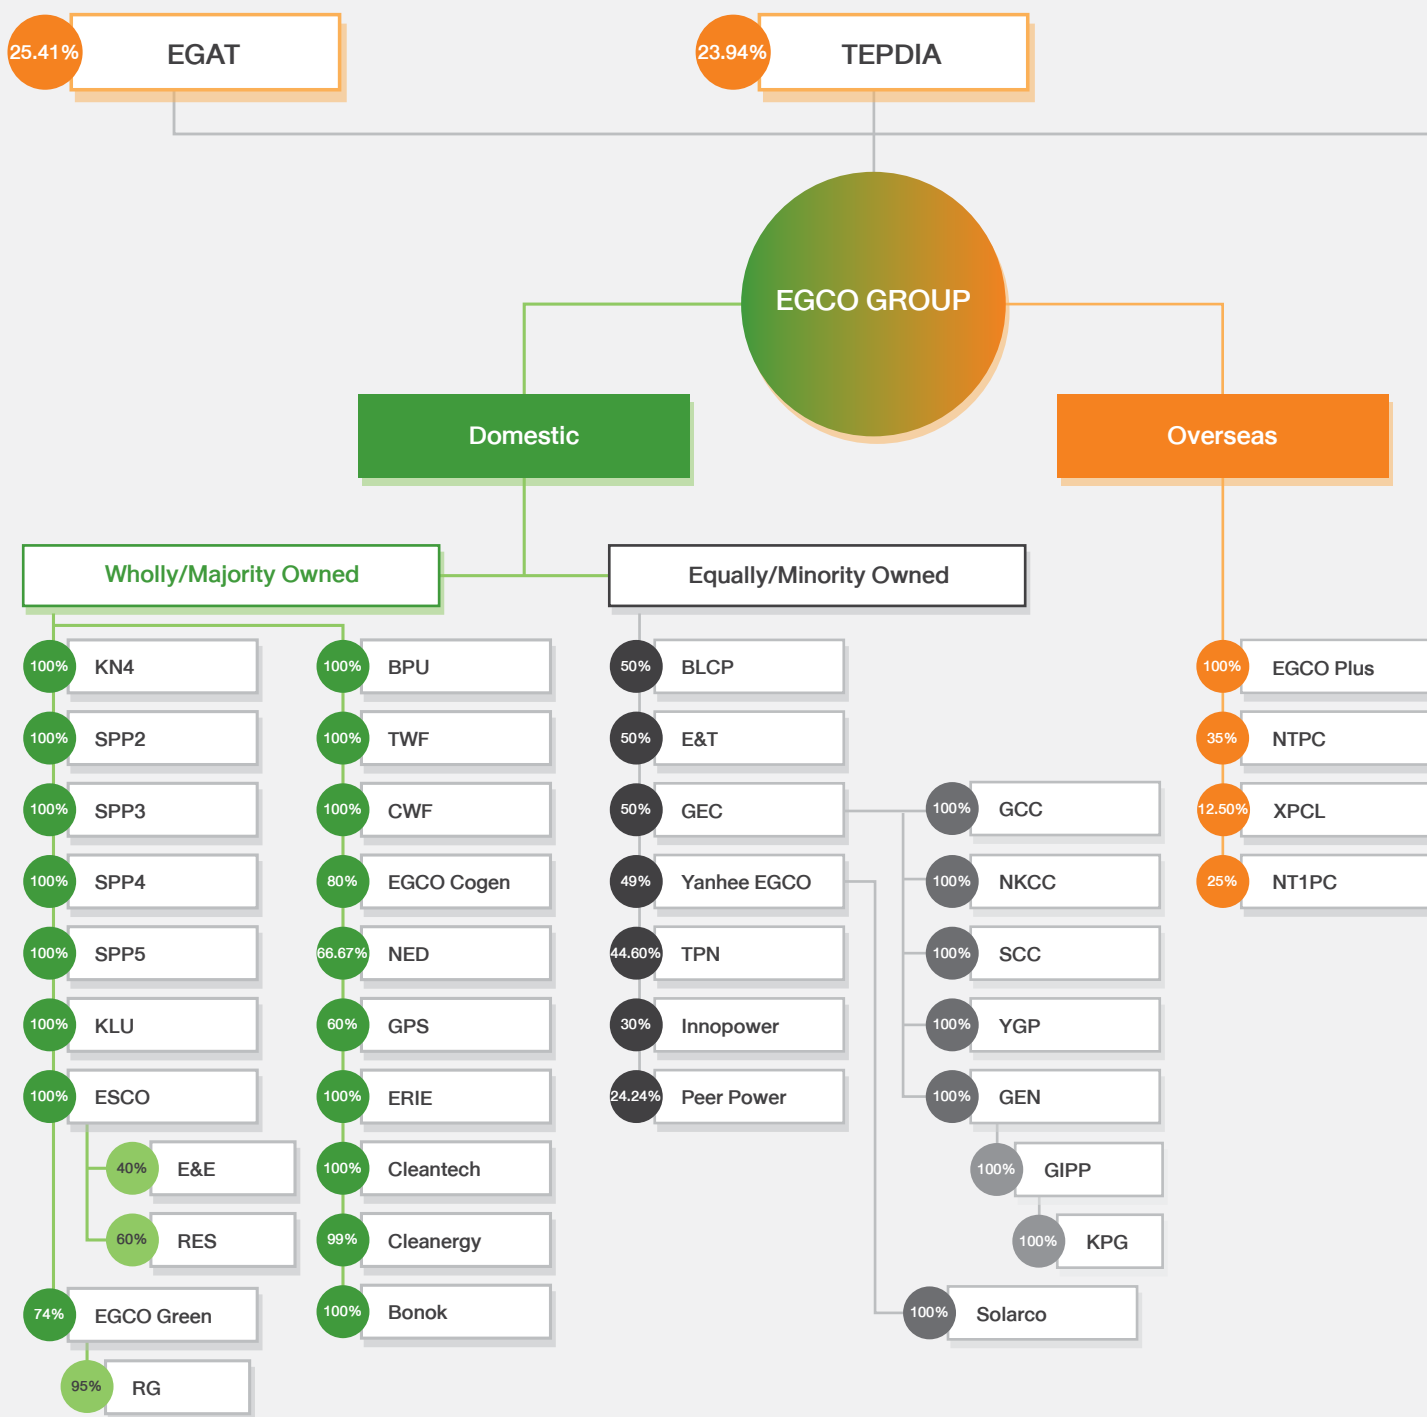 25.41%
EGAT
23.94%
TEPDIA
EGCO GROUP
Domestic
Overseas
Wholly/Majority Owned
Equally/Minority Owned
100%
KN4
100%
SPP2
100%
SPP3
100%
SPP4
100%
SPP5
100%
KLU
100%
ESCO
40%
E&E
60%
RES
74%
EGCO Green
95%
RG
100%
BPU
100%
TWF
100%
CWF
80%
EGCO Cogen
66.67%
NED
60%
GPS
100%
ERIE
100%
Cleantech
99%
Cleanergy
100%
Bonok
50%
BLCP
50%
E&T
50%
GEC
49%
Yanhee EGCO
44.60%
TPN
30%
Innopower
24.24%
Peer Power
100%
GCC
100%
NKCC
100%
SCC
100%
YGP
100%
GEN
100%
GIPP
100%
KPG
100%
Solarco
100%
EGCO Plus
35%
NTPC
12.50%
XPCL
25%
NT1PC